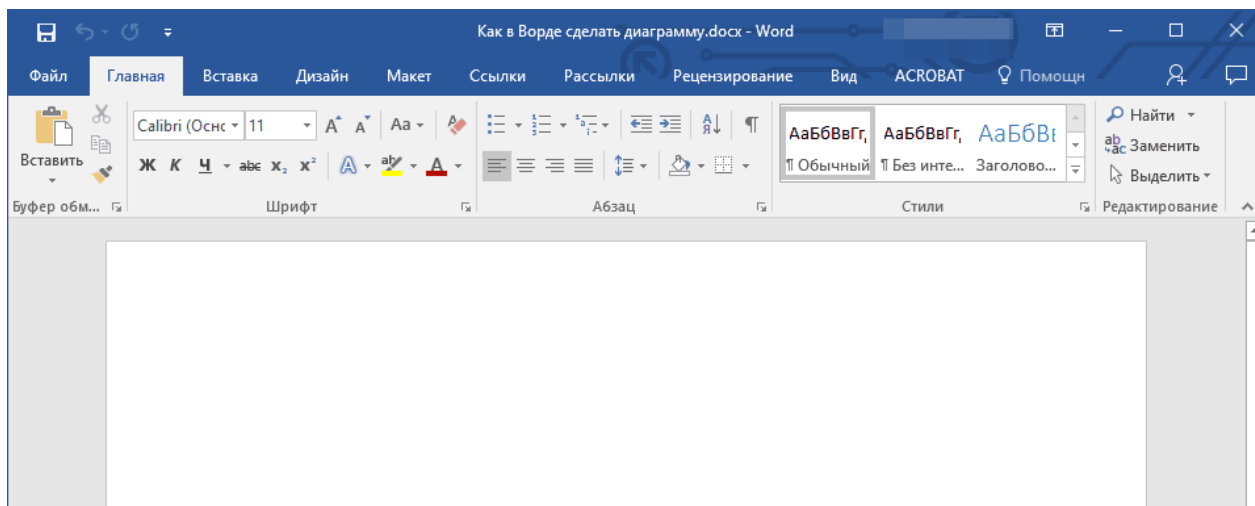 Как в Ворде сделать диаграмму.docx - Word
Файл Главная Вставка Дизайн Макет Ссылки Рассылки Рецензирование Вид ACROBAT Помощн
Вставить
Calibri (Оснс 11 Aa
Ж К Ч abc x₂ x² A aby A
АаБбВвГг, АаБбВвГг, АаБбВв
¶ Обычный ¶ Без инте... Заголово...
Найти
Заменить
Выделить
Буфер обм... Шрифт Абзац Стили Редактирование